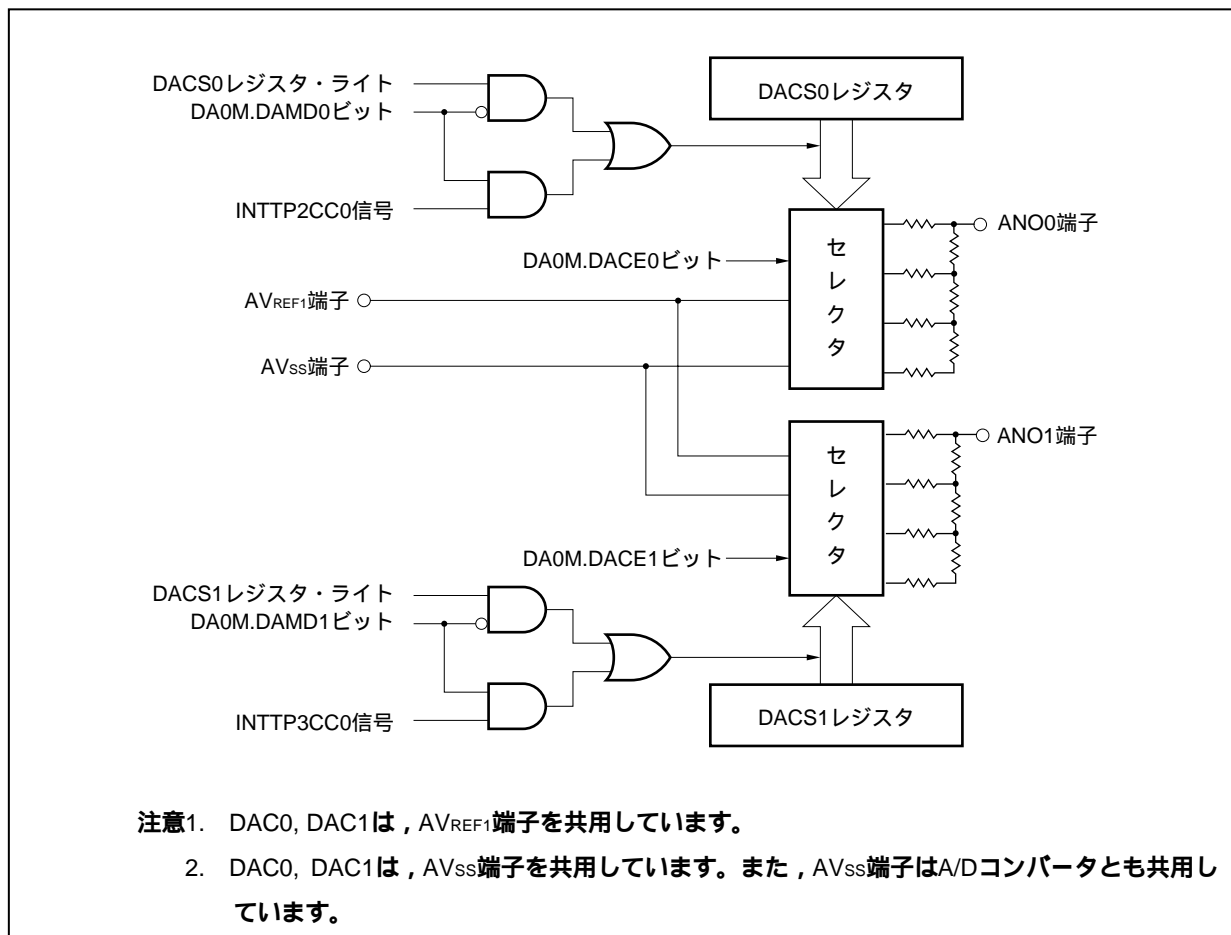 DACS0レジスタ・ライト
DA0M.DAMD0ビット
INTTP2CC0信号
DACS0レジスタ
セレクタ
ANO0端子
DA0M.DACE0ビット
AVREF1端子
AVSS端子
セレクタ
ANO1端子
DA0M.DACE1ビット
DACS1レジスタ・ライト
DA0M.DAMD1ビット
INTTP3CC0信号
DACS1レジスタ
注意1. DAC0, DAC1は，AVREF1端子を共用しています。
2. DAC0, DAC1は，AVSS端子を共用しています。また，AVSS端子はA/Dコンバータとも共用し
ています。